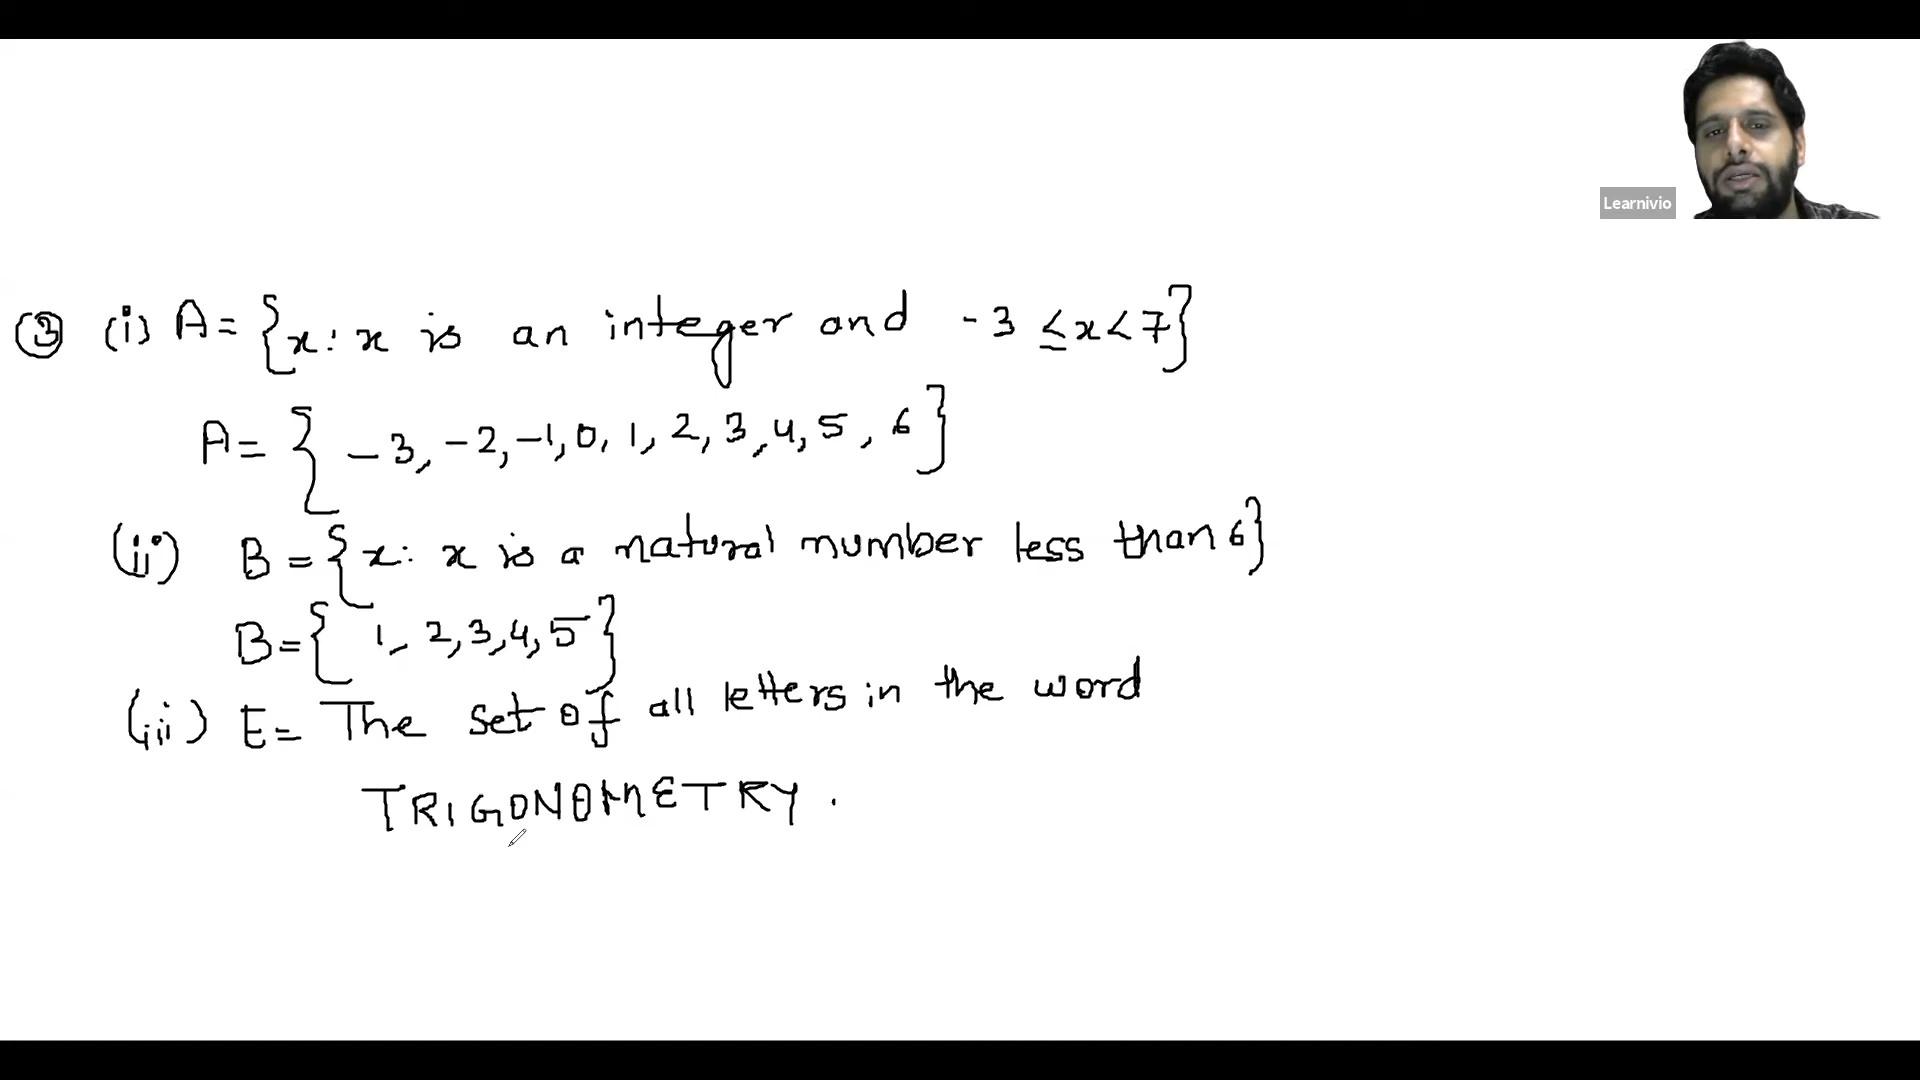 Learnivio
③ (i) A = {x : x is an integer and -3 ≤ x < 7}
A = { -3, -2, -1, 0, 1, 2, 3, 4, 5, 6 }
(ii) B = {x : x is a natural number less than 6}
B = { 1, 2, 3, 4, 5 }
(iii) E = The set of all letters in the word
TRIGONOMETRY .